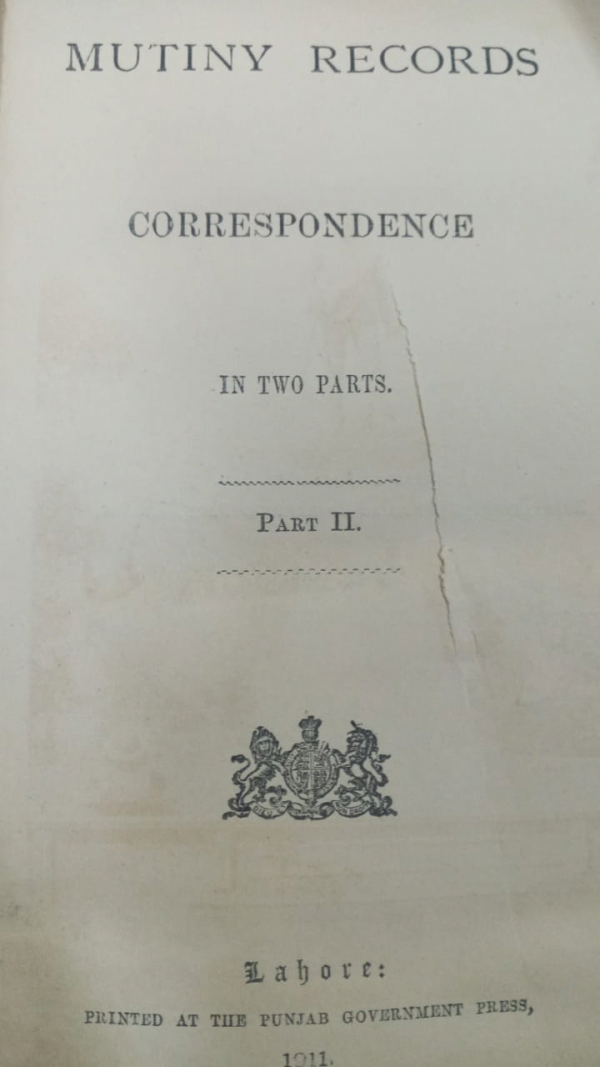 MUTINY RECORDS
CORRESPONDENCE
IN TWO PARTS.
PART II.
Lahore:
PRINTED AT THE PUNJAB GOVERNMENT PRESS,
1911.